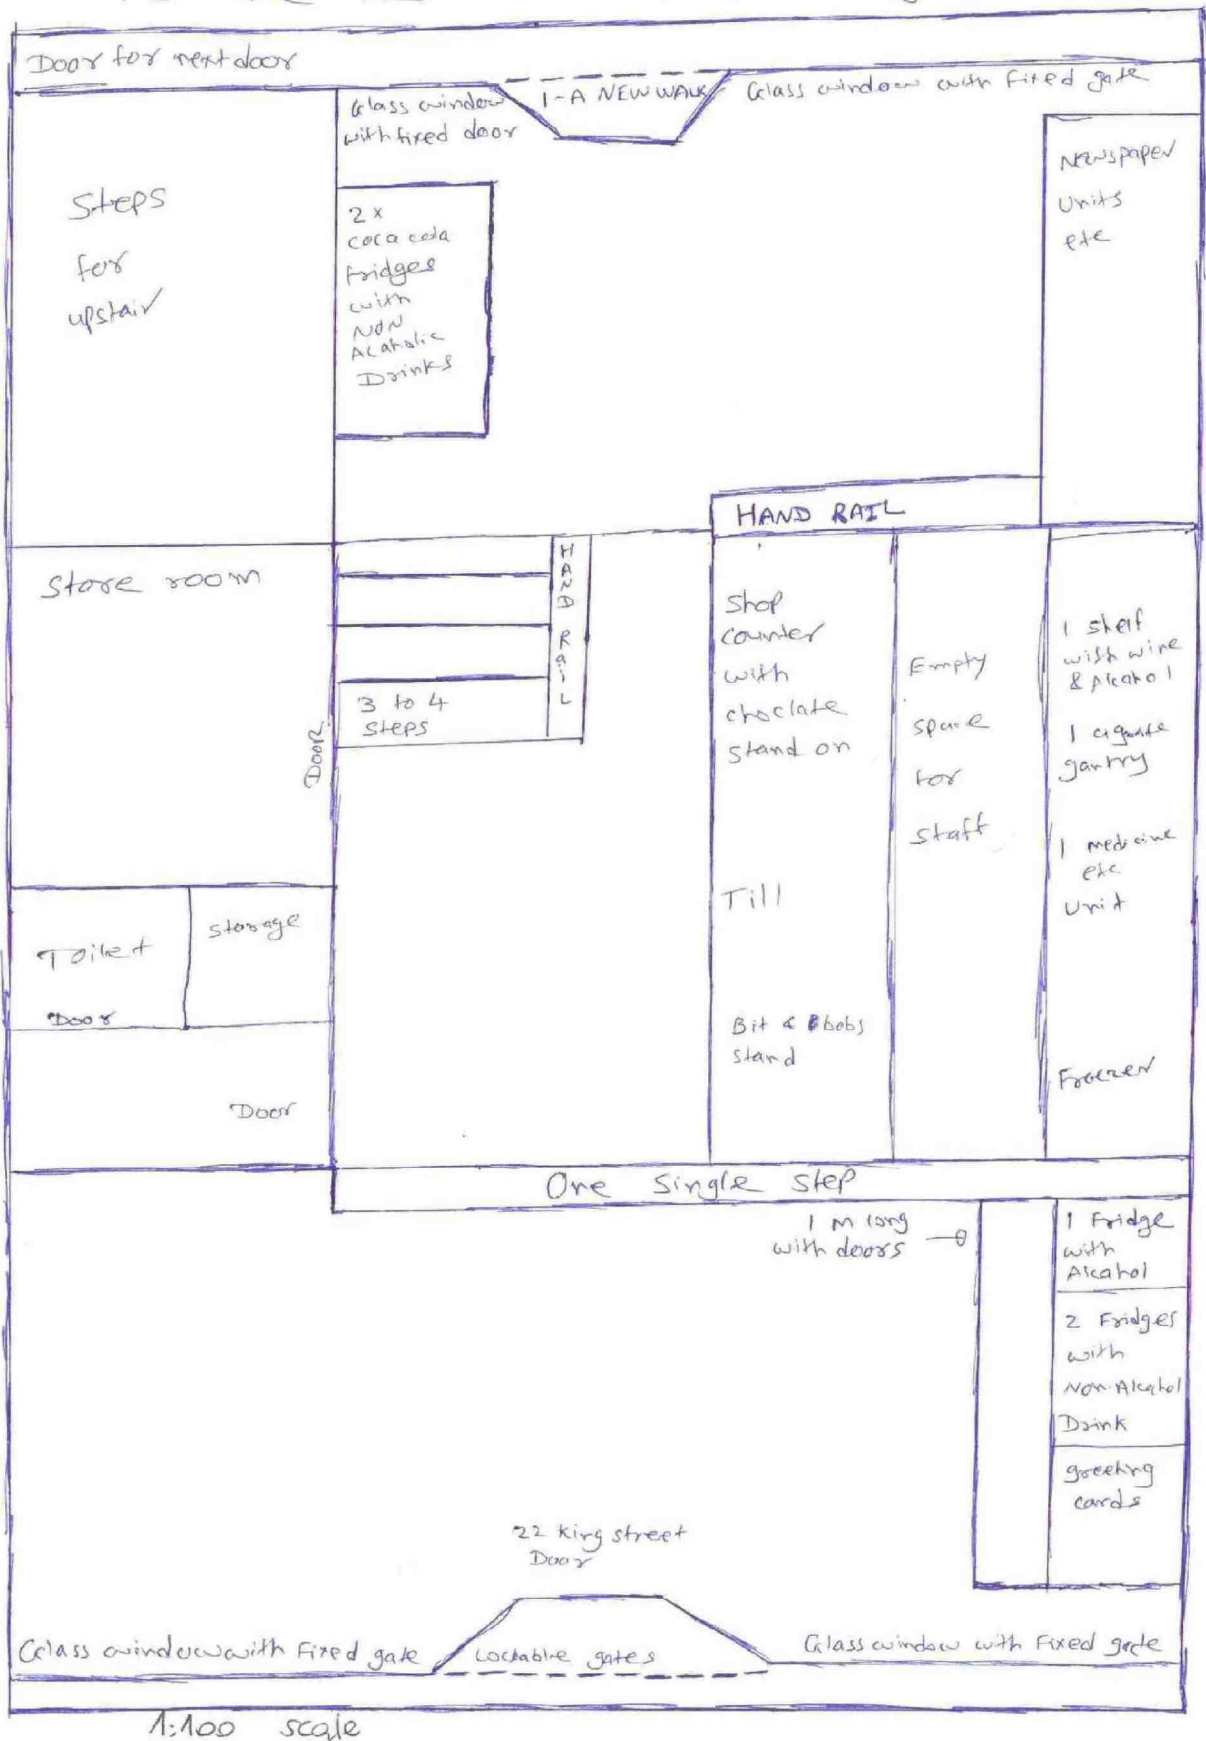 Door for next door
Glass window
with fixed door
1-A NEW WALK
Glass window with fixed gate
Steps
for
upstair
2 x
coca cola
fridges
with
NON
Acaholic
Drinks
Newspaper
Units
etc
HAND RAIL
Store room
HAND RaiL
3 to 4
steps
DOOR
Shop
counter
with
choclate
stand on
Till
Bit & Bbobs
stand
Empty
space
for
staff
1 shelf
with wine
& Alcahol
1 cigarate
gantry
1 medicine
etc
Unit
Freezer
Toilet
Door
storage
Door
One Single step
1 M long
with doors
1 Fridge
with
Alcahol
2 Fridges
with
Non-Alcahol
Drink
greeting
cards
22 King street
Door
Glass window with Fixed gate
Lockable gates
Glass window with Fixed gate
1:100 scale